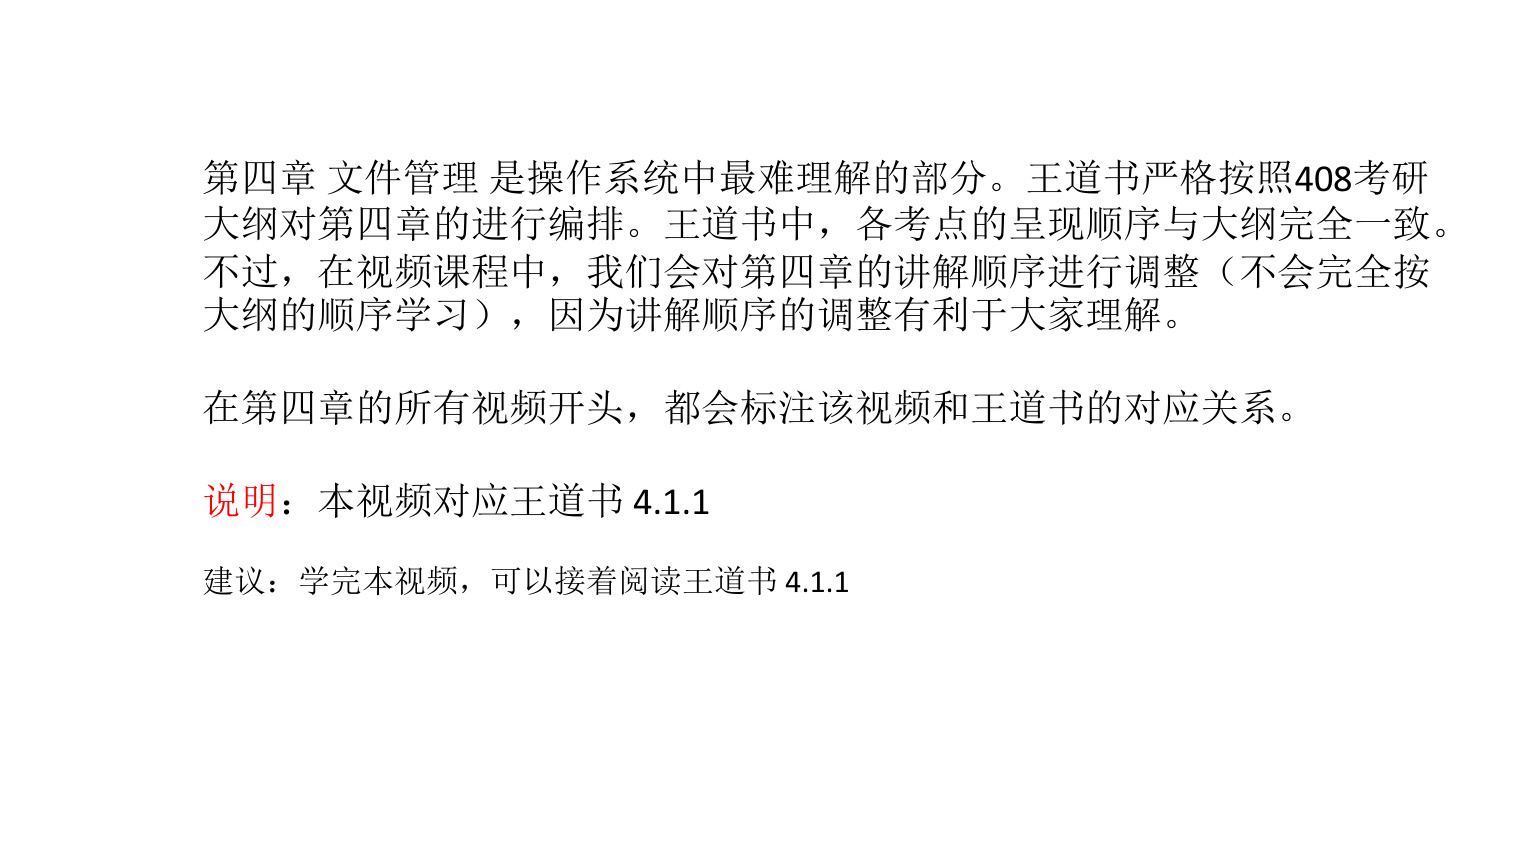 第四章 文件管理 是操作系统中最难理解的部分。王道书严格按照408考研
大纲对第四章的进行编排。王道书中，各考点的呈现顺序与大纲完全一致。
不过，在视频课程中，我们会对第四章的讲解顺序进行调整（不会完全按
大纲的顺序学习），因为讲解顺序的调整有利于大家理解。
在第四章的所有视频开头，都会标注该视频和王道书的对应关系。
说明：本视频对应王道书 4.1.1
建议：学完本视频，可以接着阅读王道书 4.1.1